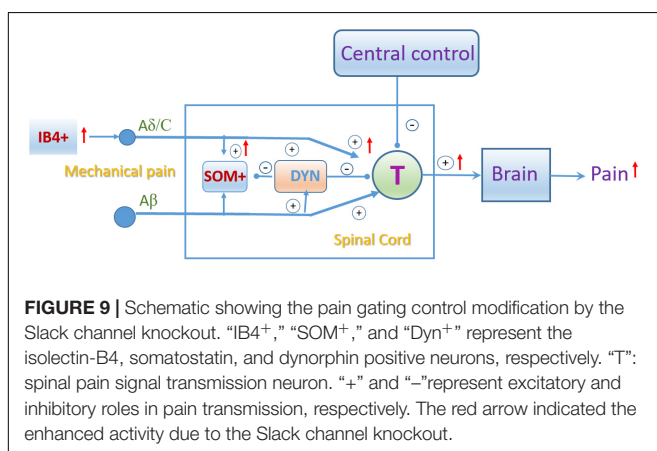 Central control
Aδ/C
IB4+
Mechanical pain
SOM+
DYN
T
Brain
Pain
Aβ
Spinal Cord
+
+
+
+
+
+
–
–
–
FIGURE 9 | Schematic showing the pain gating control modification by the
Slack channel knockout. “IB4⁺,” “SOM⁺,” and “Dyn⁺” represent the
isolectin-B4, somatostatin, and dynorphin positive neurons, respectively. “T”:
spinal pain signal transmission neuron. “+” and “–”represent excitatory and
inhibitory roles in pain transmission, respectively. The red arrow indicated the
enhanced activity due to the Slack channel knockout.